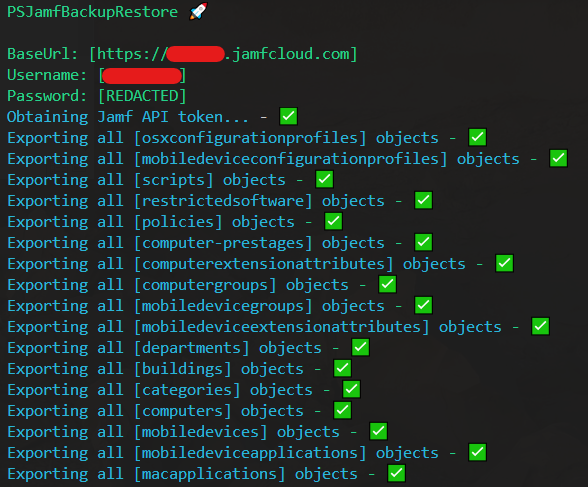 PSJamfBackupRestore 🚀
BaseUrl: [https:// .jamfcloud.com]
Username: [ ]
Password: [REDACTED]
Obtaining Jamf API token... - ✅
Exporting all [osxconfigurationprofiles] objects - ✅
Exporting all [mobiledeviceconfigurationprofiles] objects - ✅
Exporting all [scripts] objects - ✅
Exporting all [restrictedsoftware] objects - ✅
Exporting all [policies] objects - ✅
Exporting all [computer-prestages] objects - ✅
Exporting all [computerextensionattributes] objects - ✅
Exporting all [computergroups] objects - ✅
Exporting all [mobiledevicegroups] objects - ✅
Exporting all [mobiledeviceextensionattributes] objects - ✅
Exporting all [departments] objects - ✅
Exporting all [buildings] objects - ✅
Exporting all [categories] objects - ✅
Exporting all [computers] objects - ✅
Exporting all [mobiledevices] objects - ✅
Exporting all [mobiledeviceapplications] objects - ✅
Exporting all [macapplications] objects - ✅